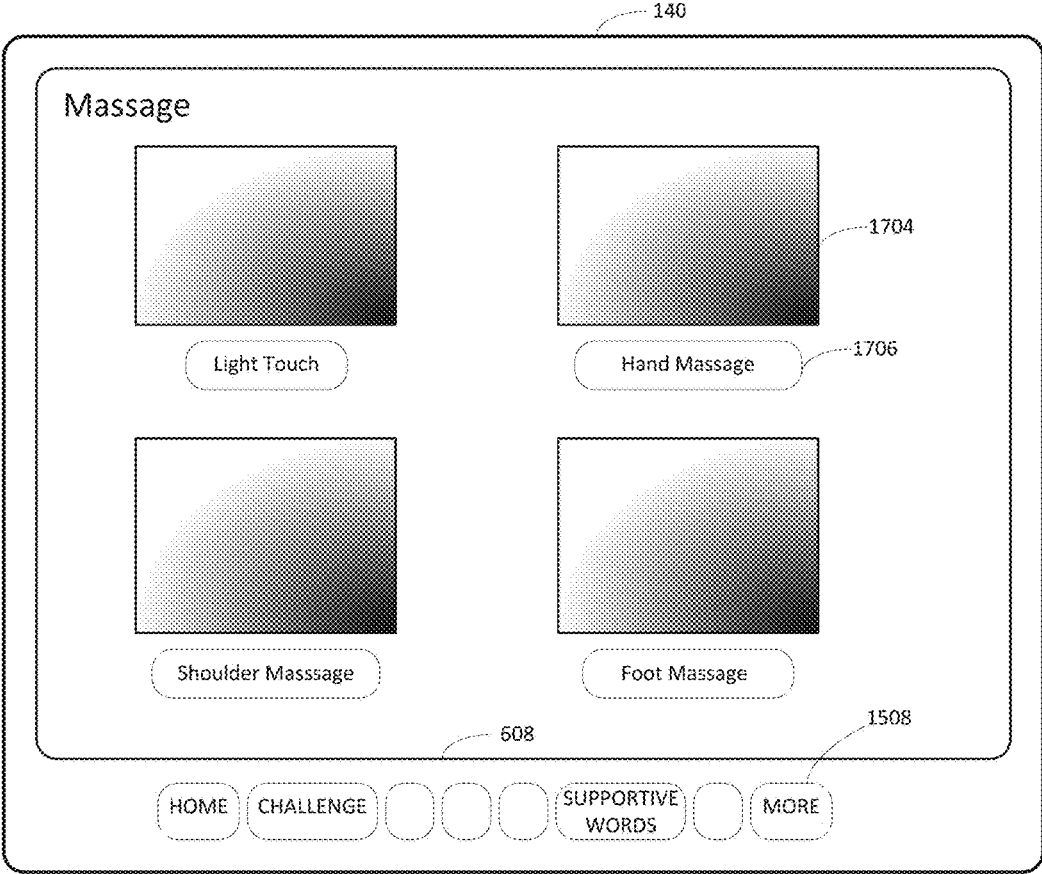 140
Massage
1704
Light Touch
Hand Massage
1706
Shoulder Masssage
Foot Massage
608
1508
HOME
CHALLENGE
SUPPORTIVE
WORDS
MORE